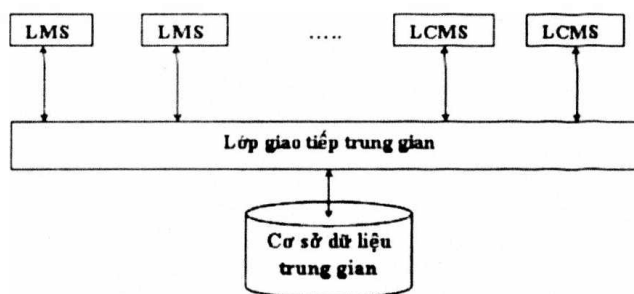 LMS LMS ..... LCMS LCMS
Lớp giao tiếp trung gian
Cơ sở dữ liệu
trung gian